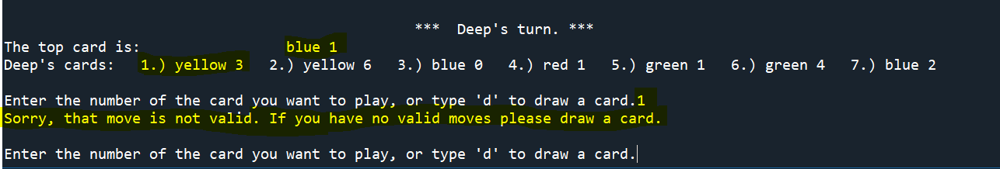 *** Deep's turn. ***
The top card is: blue 1
Deep's cards: 1.) yellow 3 2.) yellow 6 3.) blue 0 4.) red 1 5.) green 1 6.) green 4 7.) blue 2
Enter the number of the card you want to play, or type 'd' to draw a card.1
Sorry, that move is not valid. If you have no valid moves please draw a card.
Enter the number of the card you want to play, or type 'd' to draw a card.